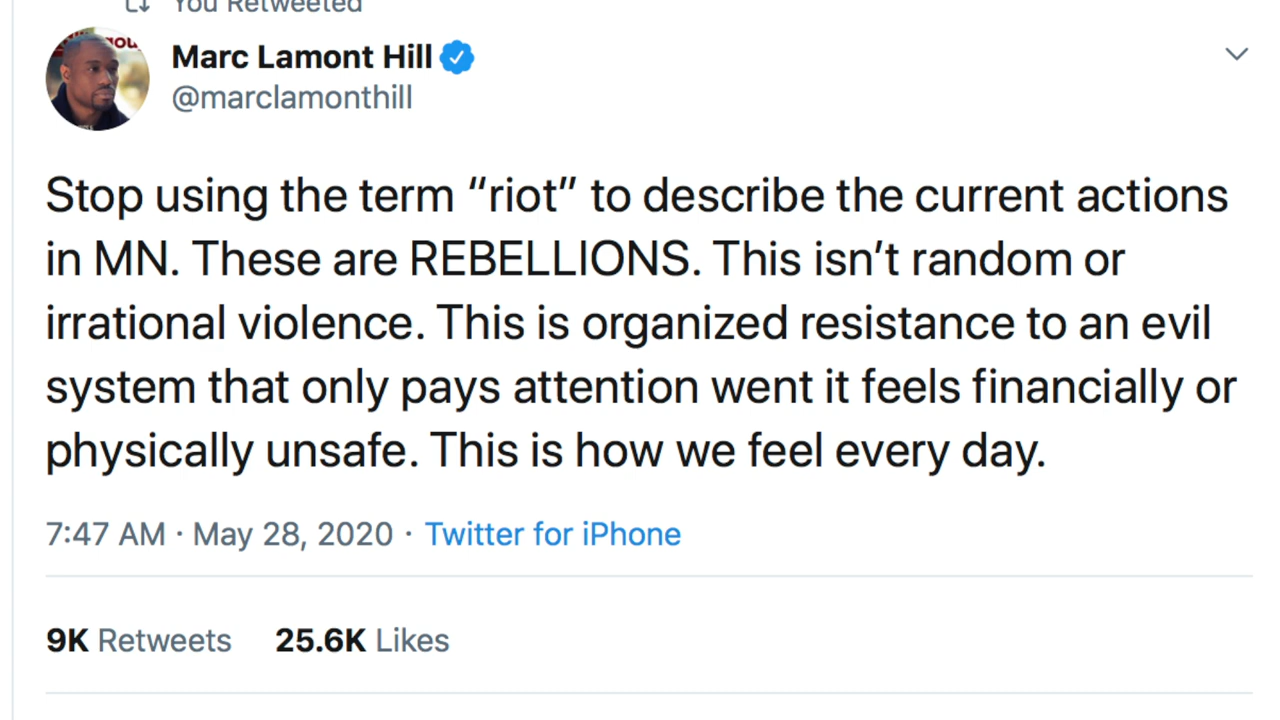 You Retweeted
Marc Lamont Hill
@marclamonthill
Stop using the term “riot” to describe the current actions
in MN. These are REBELLIONS. This isn’t random or
irrational violence. This is organized resistance to an evil
system that only pays attention went it feels financially or
physically unsafe. This is how we feel every day.
7:47 AM · May 28, 2020 · Twitter for iPhone
9K Retweets 25.6K Likes